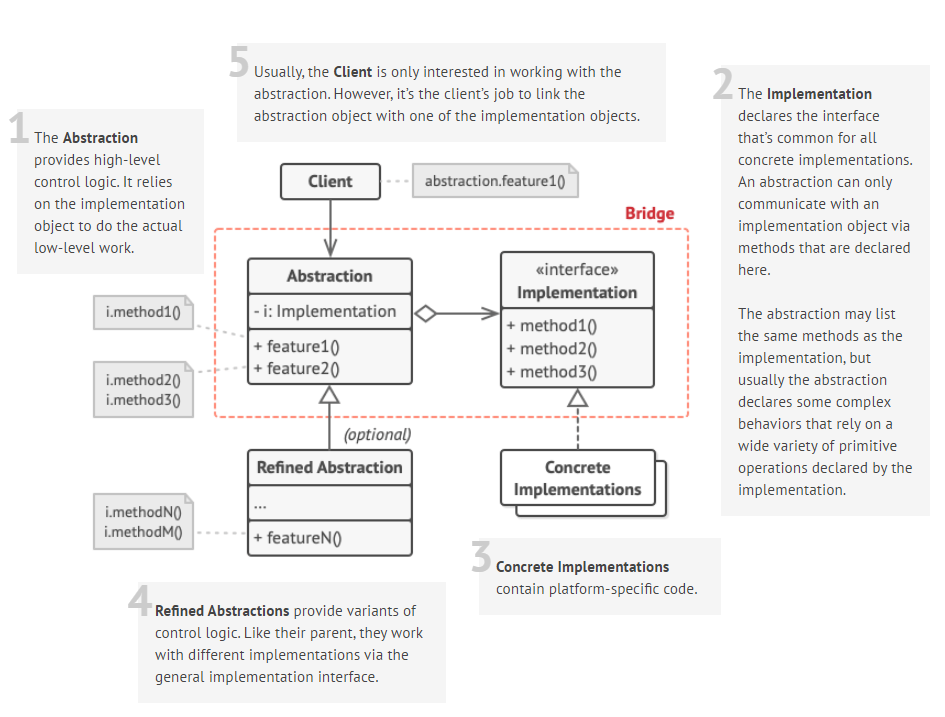 5
Usually, the Client is only interested in working with the
abstraction. However, it’s the client’s job to link the
abstraction object with one of the implementation objects.
1
The Abstraction
provides high-level
control logic. It relies
on the implementation
object to do the actual
low-level work.
2
The Implementation
declares the interface
that’s common for all
concrete implementations.
An abstraction can only
communicate with an
implementation object via
methods that are declared
here.
The abstraction may list
the same methods as the
implementation, but
usually the abstraction
declares some complex
behaviors that rely on a
wide variety of primitive
operations declared by the
implementation.
Client
abstraction.feature1()
Bridge
Abstraction
- i: Implementation
+ feature1()
+ feature2()
«interface»
Implementation
+ method1()
+ method2()
+ method3()
i.method1()
i.method2()
i.method3()
(optional)
Refined Abstraction
...
+ featureN()
Concrete
Implementations
i.methodN()
i.methodM()
3
Concrete Implementations
contain platform-specific code.
4
Refined Abstractions provide variants of
control logic. Like their parent, they work
with different implementations via the
general implementation interface.